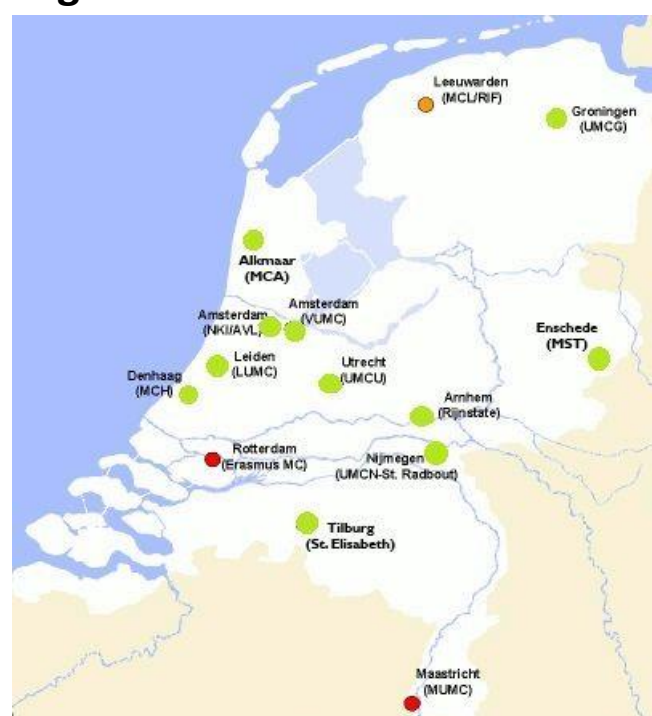 Leeuwarden
(MCL/RIF)
Groningen
(UMCG)
Alkmaar
(MCA)
Amsterdam
(NKI/AVL)
Amsterdam
(VUMC)
Enschede
(MST)
Leiden
(LUMC)
Utrecht
(UMCU)
Denhaag
(MCH)
Arnhem
(Rijnstate)
Rotterdam
(Erasmus MC)
Nijmegen
(UMCN-St. Radbout)
Tilburg
(St. Elisabeth)
Maastricht
(MUMC)